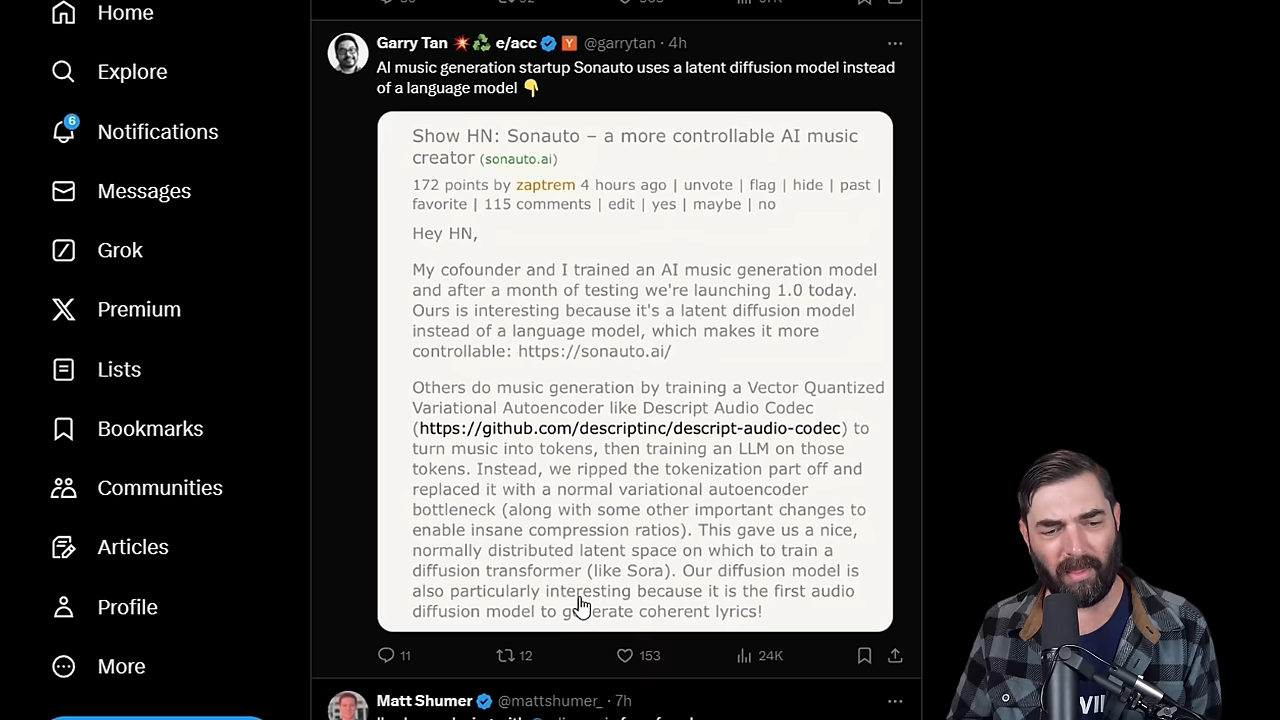 Home
Explore
6
Notifications
Messages
Grok
Premium
Lists
Bookmarks
Communities
Articles
Profile
More
Garry Tan 💥♻️ e/acc Y @garrytan · 4h
AI music generation startup Sonauto uses a latent diffusion model instead
of a language model 👇
Show HN: Sonauto – a more controllable AI music
creator (sonauto.ai)
172 points by zaptrem 4 hours ago | unvote | flag | hide | past |
favorite | 115 comments | edit | yes | maybe | no
Hey HN,
My cofounder and I trained an AI music generation model
and after a month of testing we're launching 1.0 today.
Ours is interesting because it's a latent diffusion model
instead of a language model, which makes it more
controllable: https://sonauto.ai/
Others do music generation by training a Vector Quantized
Variational Autoencoder like Descript Audio Codec
(https://github.com/descriptinc/descript-audio-codec) to
turn music into tokens, then training an LLM on those
tokens. Instead, we ripped the tokenization part off and
replaced it with a normal variational autoencoder
bottleneck (along with some other important changes to
enable insane compression ratios). This gave us a nice,
normally distributed latent space on which to train a
diffusion transformer (like Sora). Our diffusion model is
also particularly interesting because it is the first audio
diffusion model to generate coherent lyrics!
11 12 153 24K
Matt Shumer @mattshumer_ · 7h